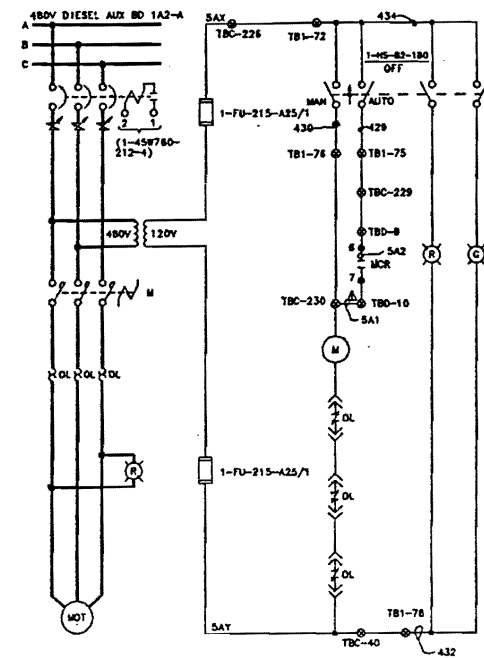 480V DIESEL AUX BD 1A2-A
A
B
C
2 1
(1-45W760-
212-4)
480V 120V
M
OL OL OL
R
MOT
5AX
TBC-226
TB1-72
434
1-HS-82-180
OFF
1-FU-215-A25/1
MAN
AUTO
430
429
TB1-76
TB1-75
TBC-229
TBD-9
6
5A2
MCR
7
R
G
TBC-230
TBD-10
5A1
M
OL
1-FU-215-A25/1
OL
OL
5AY
TBC-40
TB1-78
432